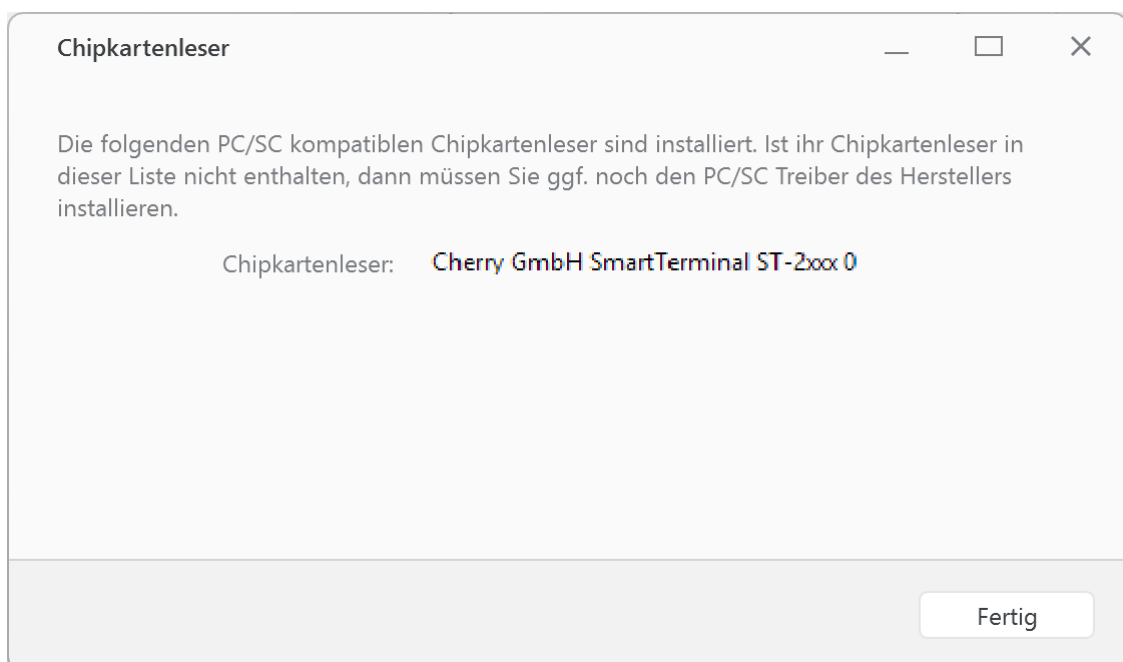 Chipkartenleser
Die folgenden PC/SC kompatiblen Chipkartenleser sind installiert. Ist ihr Chipkartenleser in
dieser Liste nicht enthalten, dann müssen Sie ggf. noch den PC/SC Treiber des Herstellers
installieren.
Chipkartenleser: Cherry GmbH SmartTerminal ST-2xxx 0
Fertig